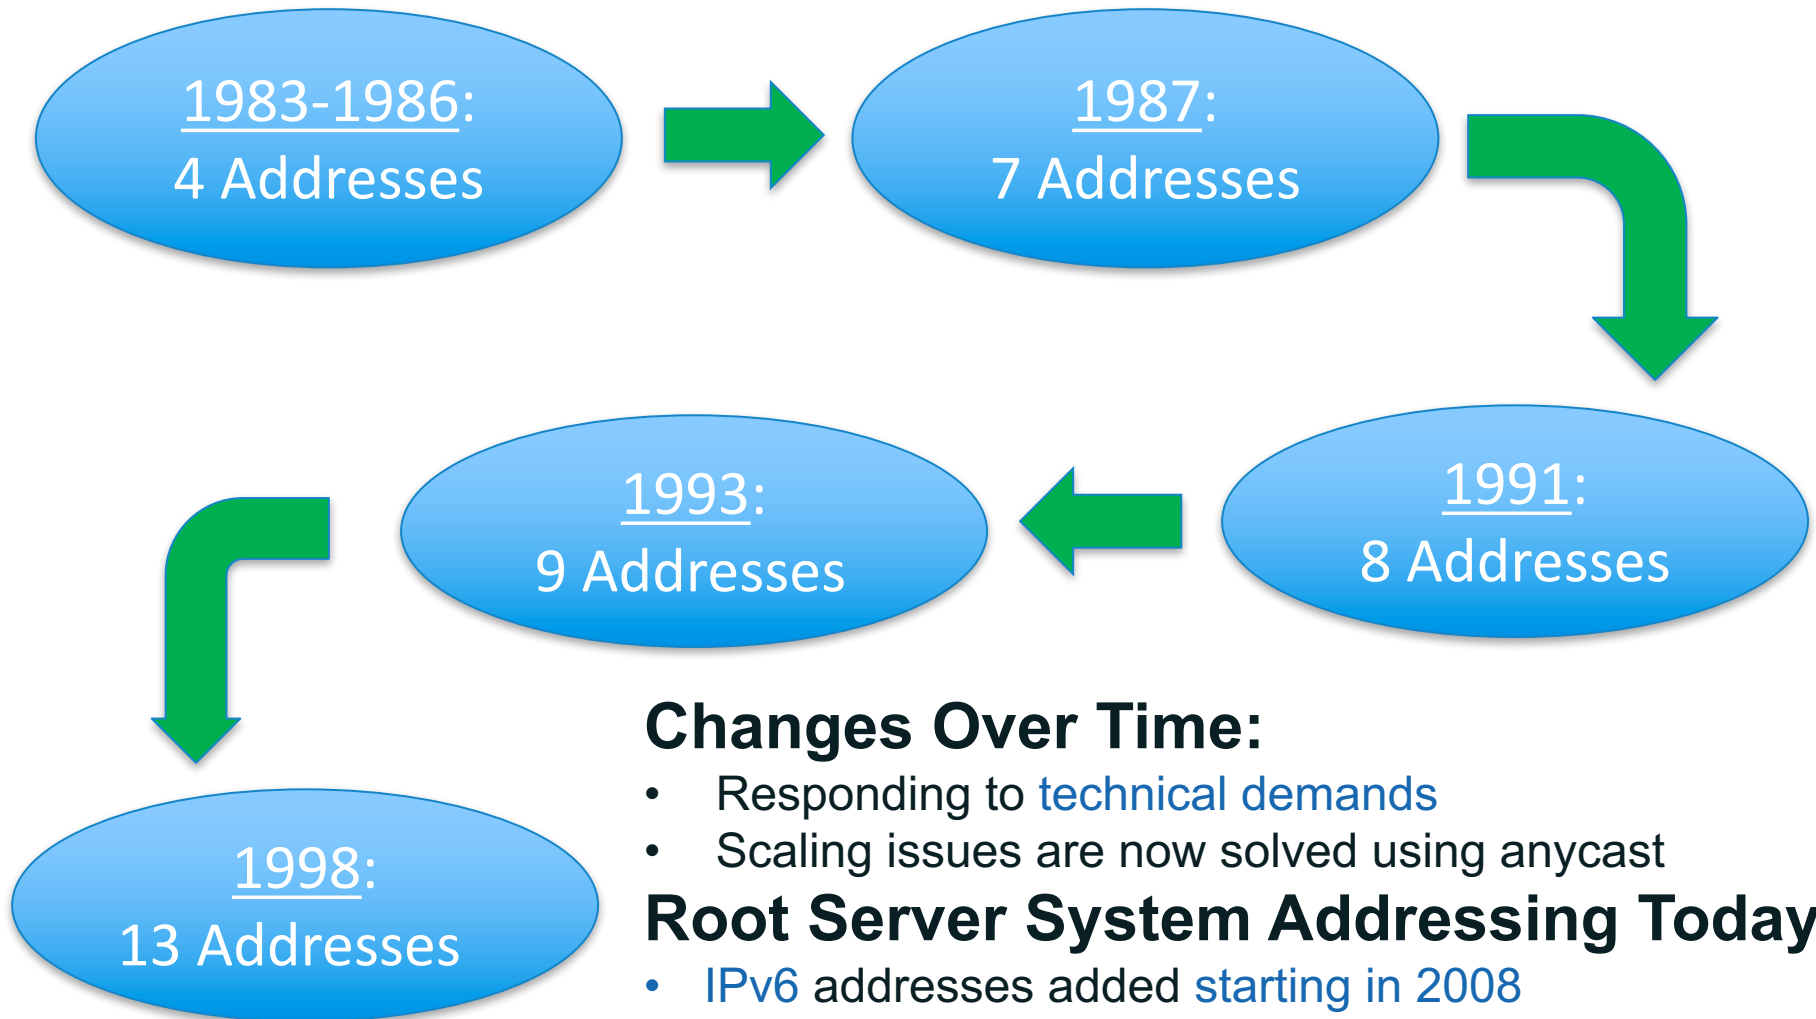 1983-1986:
4 Addresses
1987:
7 Addresses
1991:
8 Addresses
1993:
9 Addresses
1998:
13 Addresses
Changes Over Time:
• Responding to technical demands
• Scaling issues are now solved using anycast
Root Server System Addressing Today
• IPv6 addresses added starting in 2008